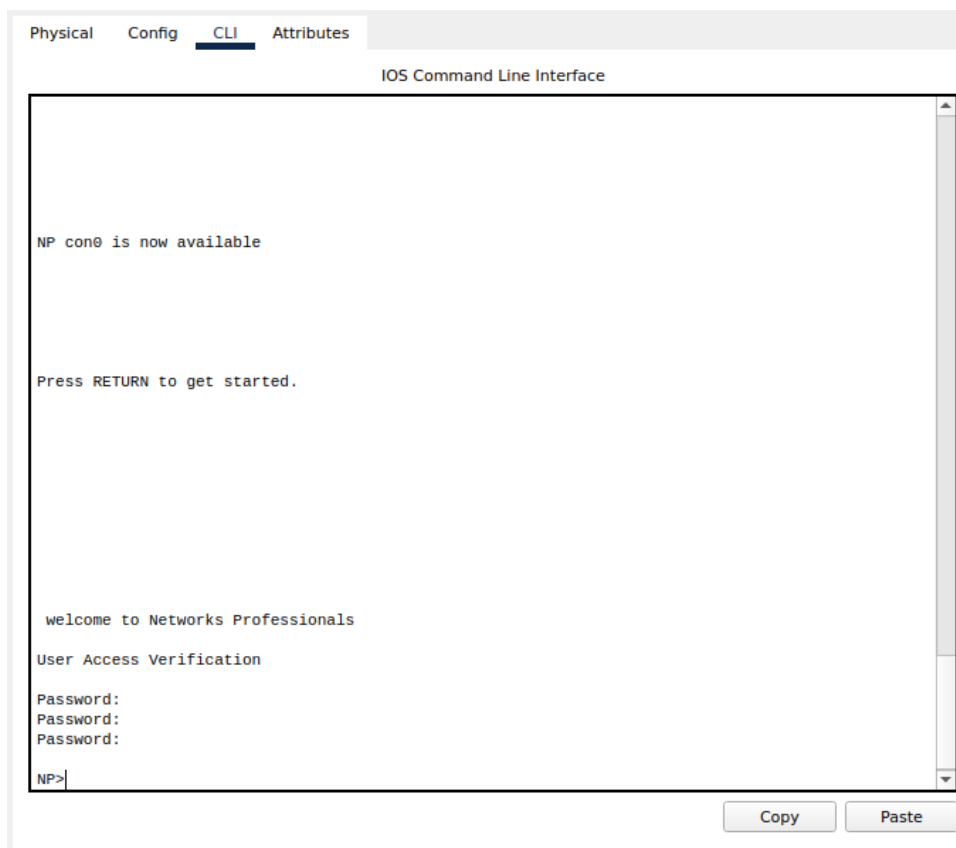 Physical Config CLI Attributes
IOS Command Line Interface
NP con0 is now available
Press RETURN to get started.
welcome to Networks Professionals
User Access Verification
Password:
Password:
Password:
NP>
Copy Paste